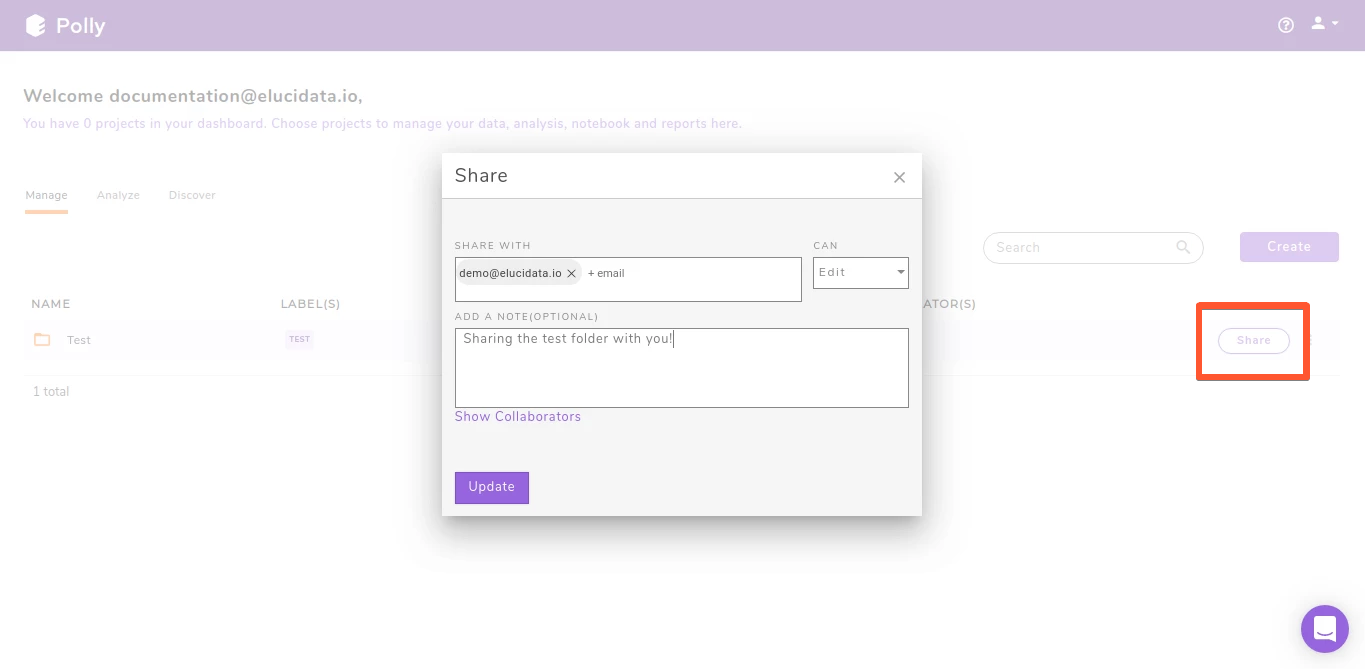 Polly
Welcome documentation@elucidata.io,
You have 0 projects in your dashboard. Choose projects to manage your data, analysis, notebook and reports here.
Manage Analyze Discover
Search
Create
NAME LABEL(S) ATOR(S)
Test TEST Share
1 total
Share
SHARE WITH CAN
demo@elucidata.io + email Edit
ADD A NOTE(OPTIONAL)
Sharing the test folder with you!
Show Collaborators
Update